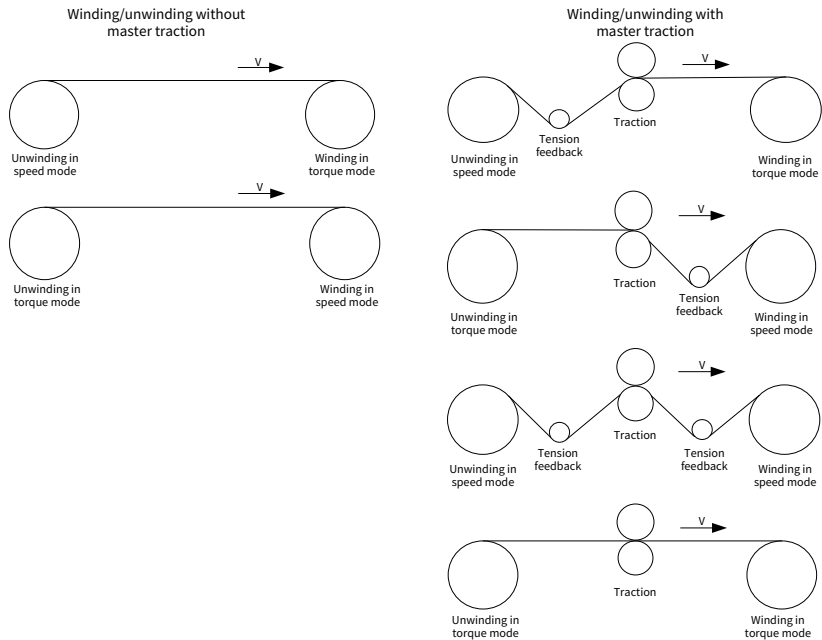 Winding/unwinding without
master traction
V
Unwinding in
speed mode
Winding in
torque mode
V
Unwinding in
torque mode
Winding in
speed mode
Winding/unwinding with
master traction
V
Tension
feedback
Traction
Unwinding in
speed mode
Winding in
torque mode
V
Traction
Tension
feedback
Unwinding in
torque mode
Winding in
speed mode
V
Traction
Tension
feedback
Tension
feedback
Unwinding in
speed mode
Winding in
speed mode
V
Traction
Unwinding in
torque mode
Winding in
torque mode